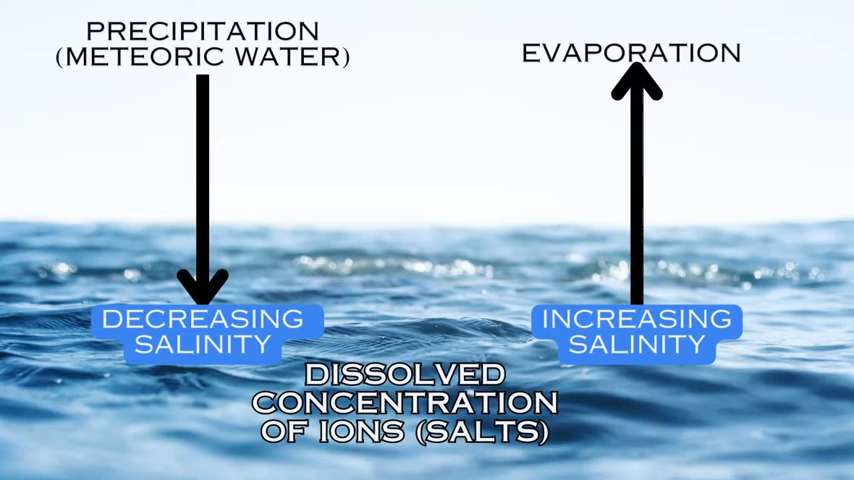 PRECIPITATION
(METEORIC WATER)
EVAPORATION
DECREASING
SALINITY
INCREASING
SALINITY
DISSOLVED
CONCENTRATION
OF IONS (SALTS)